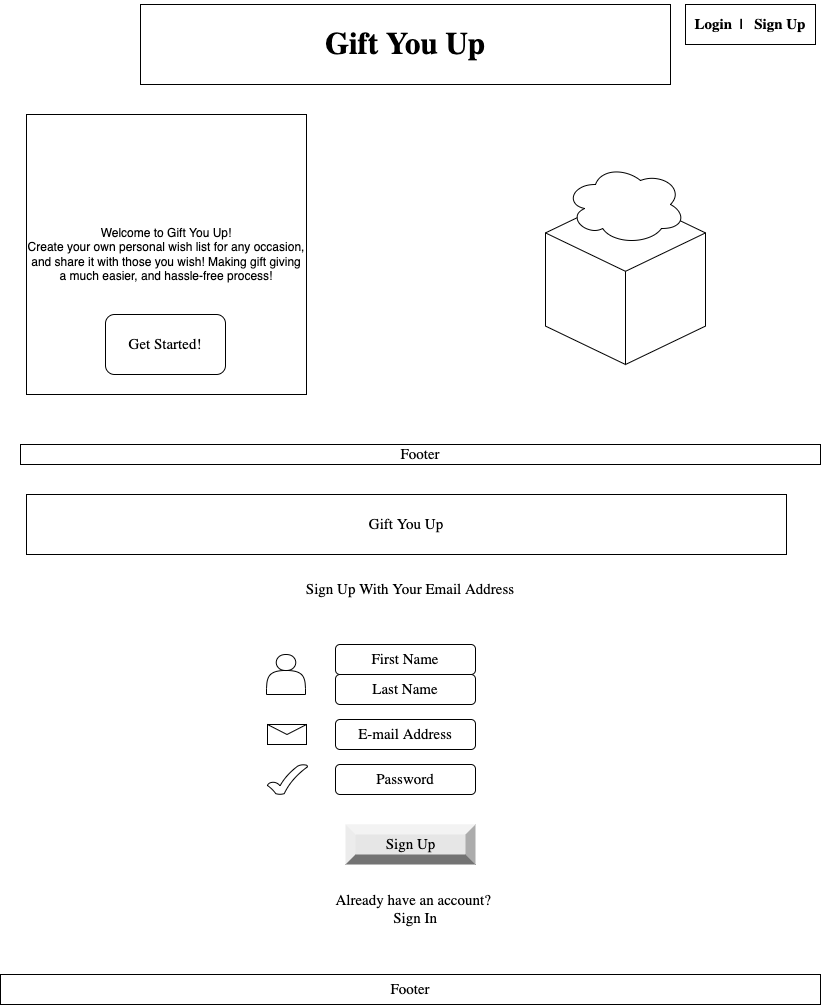 Gift You Up
Login | Sign Up
Welcome to Gift You Up!
Create your own personal wish list for any occasion,
and share it with those you wish! Making gift giving
a much easier, and hassle-free process!
Get Started!
Footer
Gift You Up
Sign Up With Your Email Address
First Name
Last Name
E-mail Address
Password
Sign Up
Already have an account?
Sign In
Footer